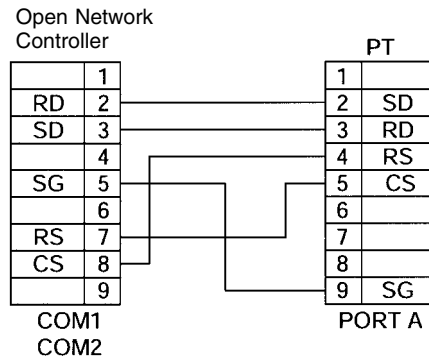 Open Network
Controller
PT
1 1
RD 2 2 SD
SD 3 3 RD
4 4 RS
SG 5 5 CS
6 6
RS 7 7
CS 8 8
9 9 SG
COM1 PORT A
COM2